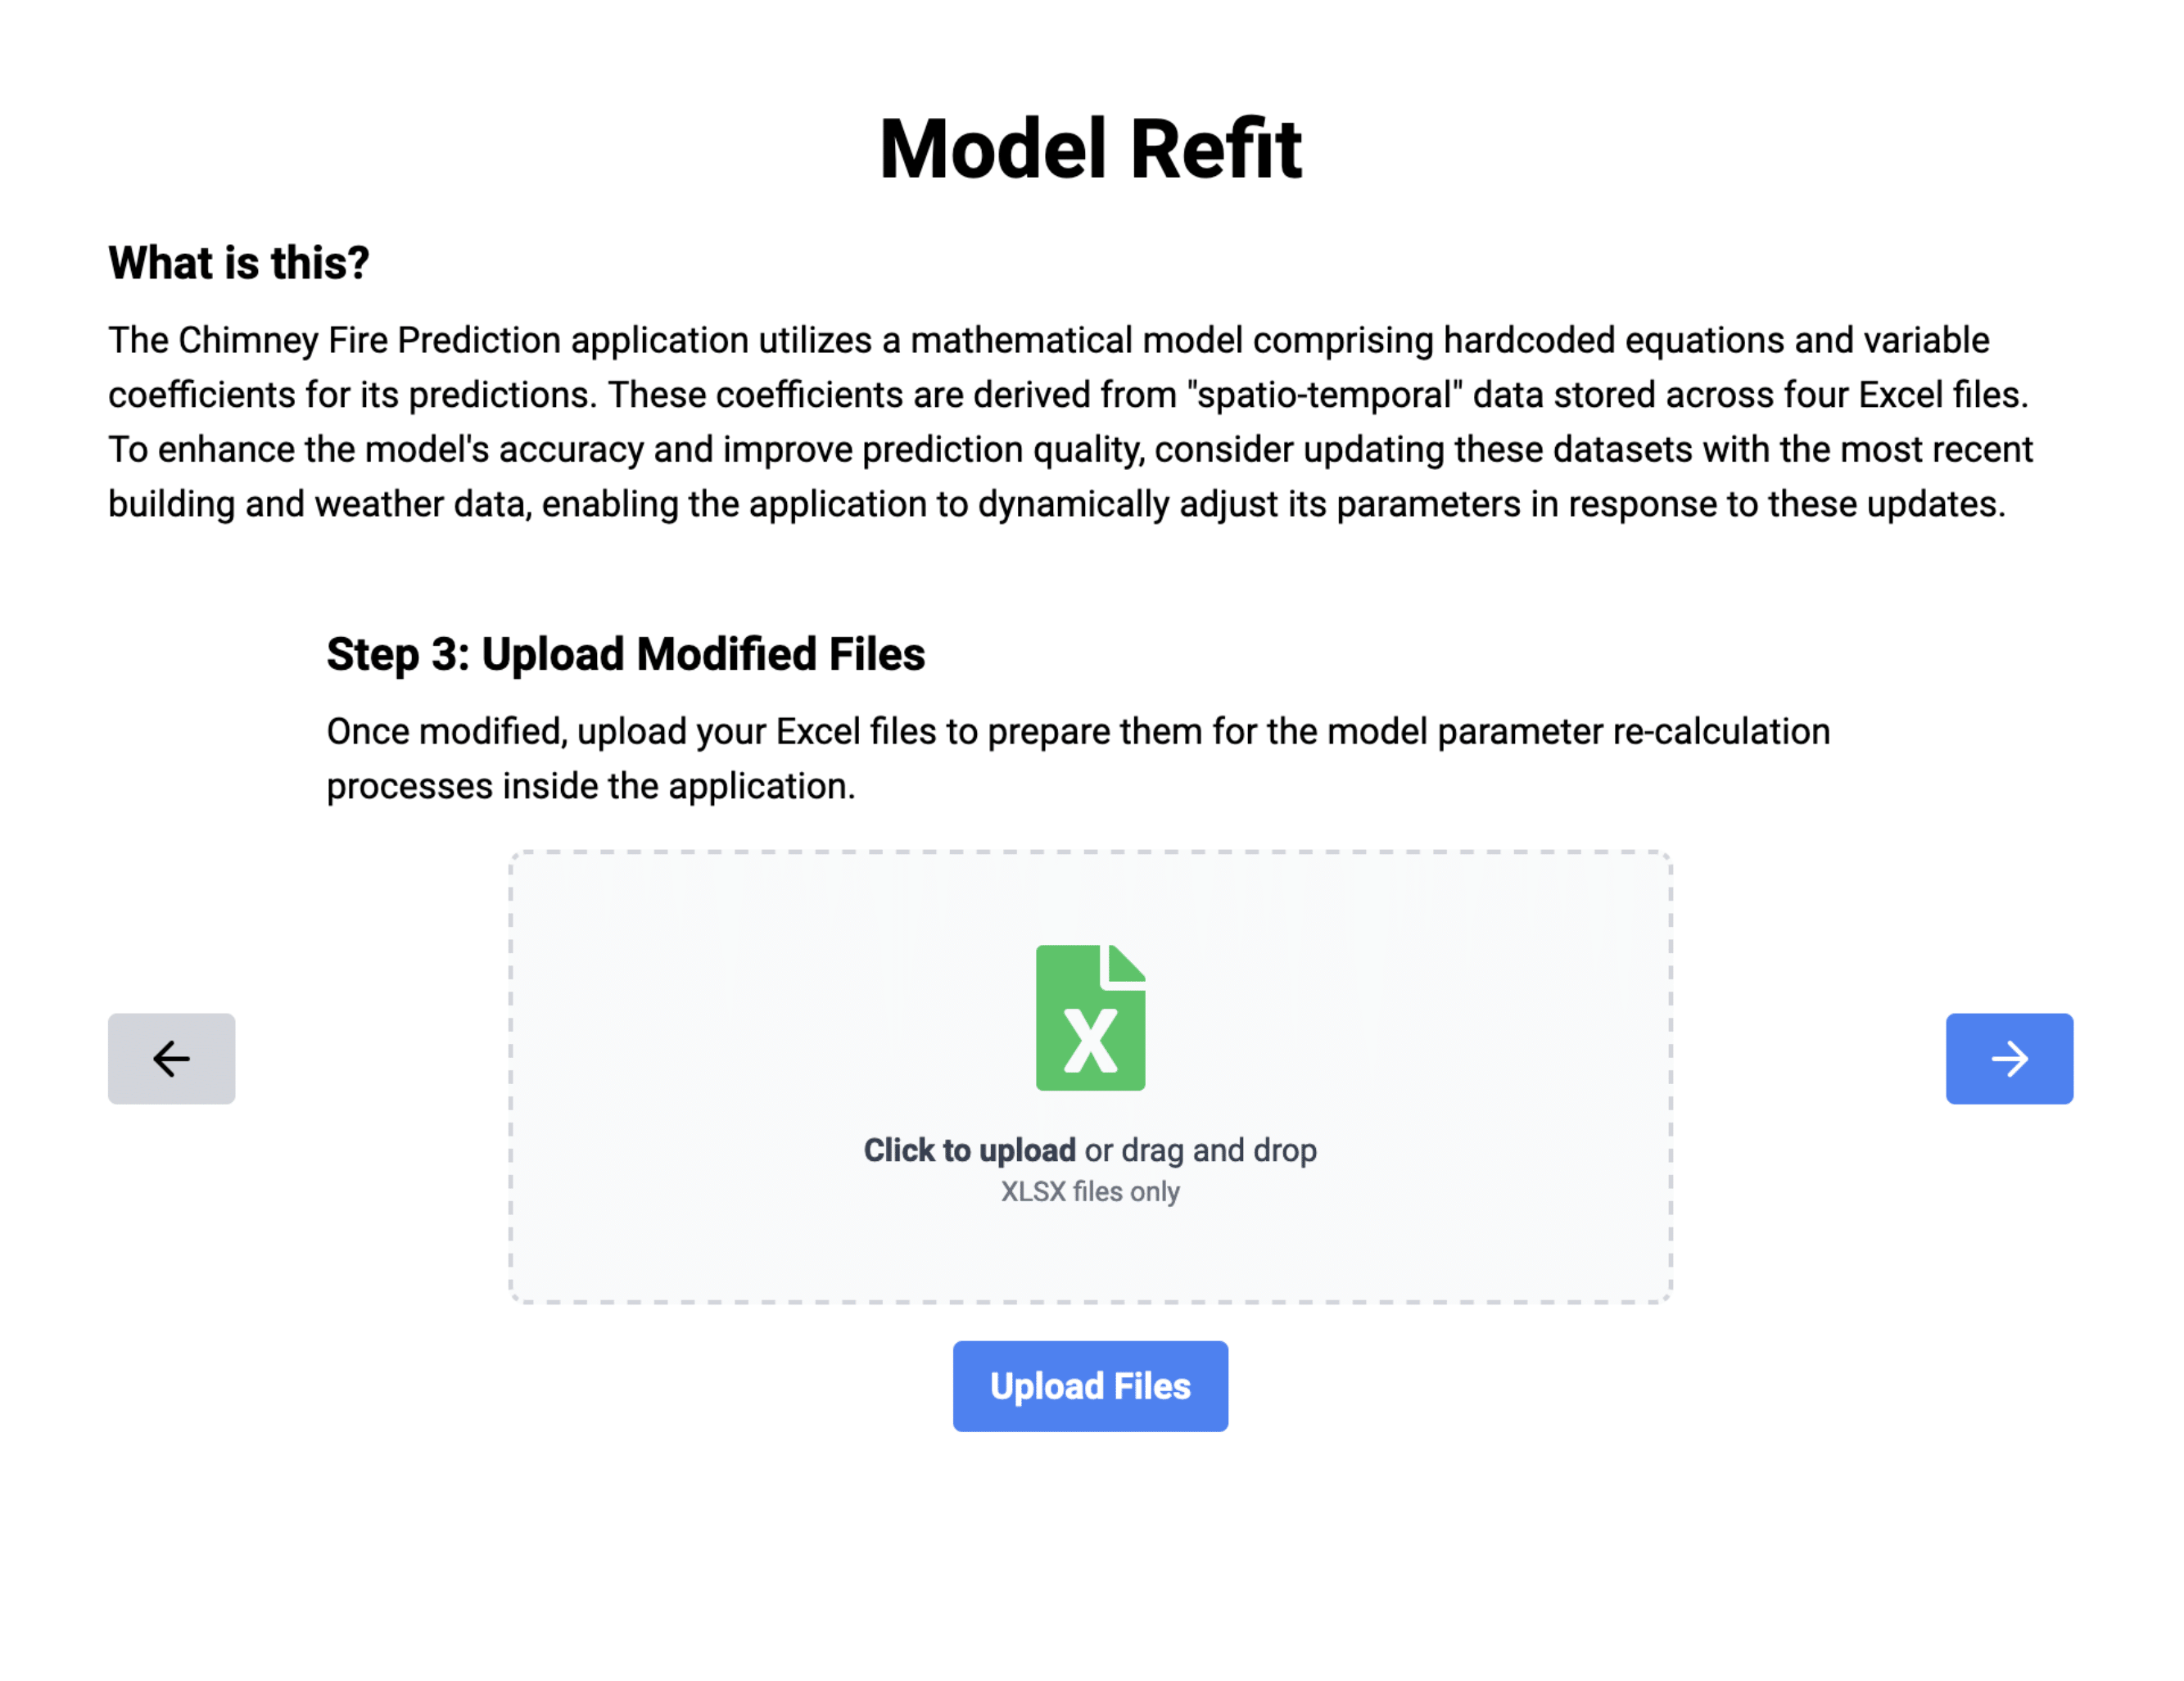 Model Refit
What is this?
The Chimney Fire Prediction application utilizes a mathematical model comprising hardcoded equations and variable
coefficients for its predictions. These coefficients are derived from "spatio-temporal" data stored across four Excel files.
To enhance the model's accuracy and improve prediction quality, consider updating these datasets with the most recent
building and weather data, enabling the application to dynamically adjust its parameters in response to these updates.
Step 3: Upload Modified Files
Once modified, upload your Excel files to prepare them for the model parameter re-calculation
processes inside the application.
X
Click to upload or drag and drop
XLSX files only
Upload Files